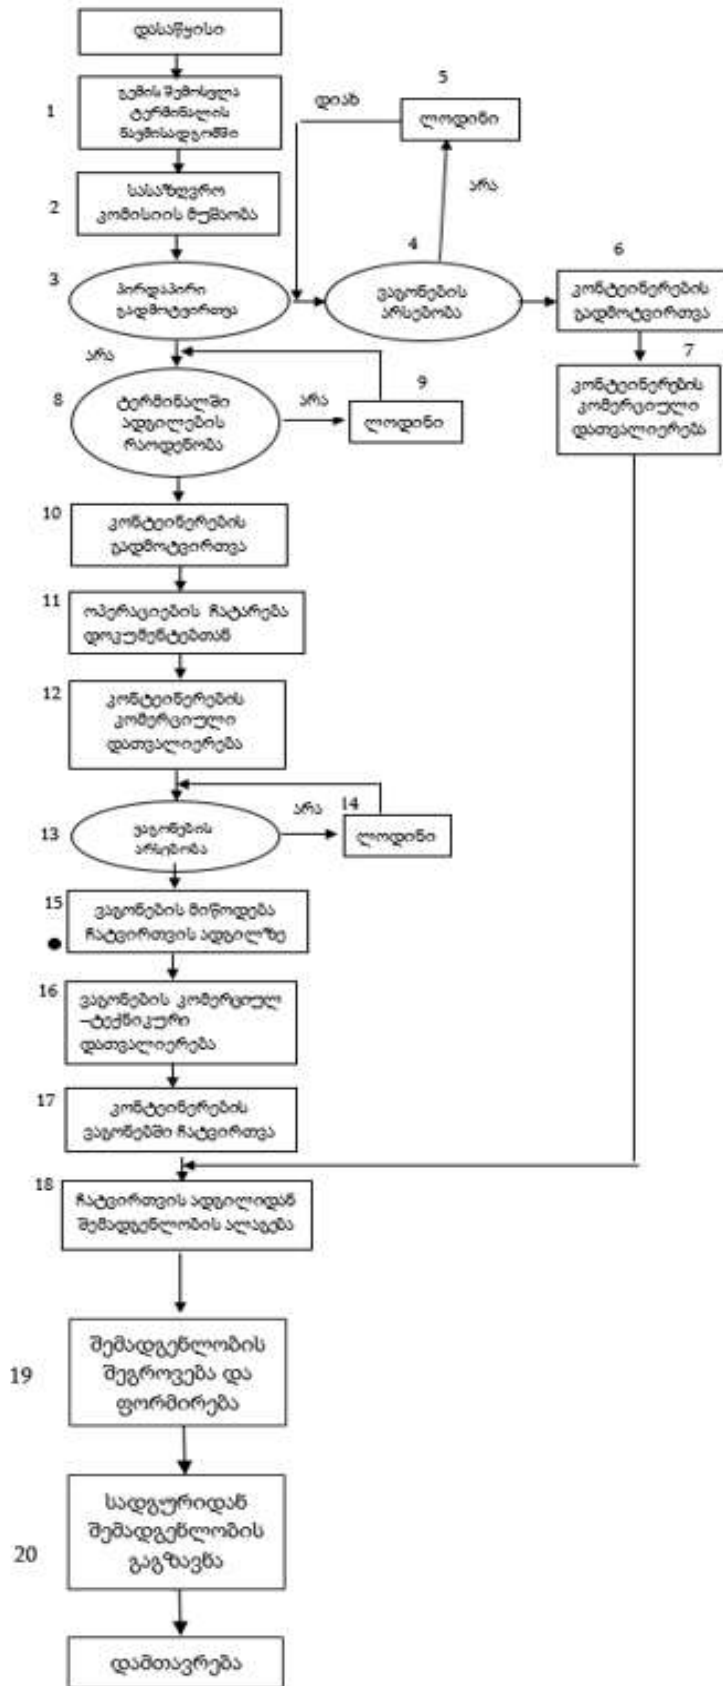 დასაწყისი
1
გემის შემოსვლა
ტერმინალის
ნავმისადგომში
2
სასაზღვრო
კომისიის მუშაობა
3
პირდაპირი
გადმოტვირთვა
დიახ
5
ლოდინი
არა
4
ვაგონების
არსებობა
6
კონტეინერების
გადმოტვირთვა
7
კონტეინერების
კომერციული
დათვალიერება
არა
8
ტერმინალში
ადგილების
რაოდენობა
არა
9
ლოდინი
10
კონტეინერების
გადმოტვირთვა
11
ოპერაციების ჩატარება
დოკუმენტებთან
12
კონტეინერების
კომერციული
დათვალიერება
13
ვაგონების
არსებობა
არა
14
ლოდინი
15
ვაგონების მიწოდება
ჩატვირთვის ადგილზე
16
ვაგონების კომერციულ
–ტექნიკური
დათვალიერება
17
კონტეინერების
ვაგონებში ჩატვირთვა
18
ჩატვირთვის ადგილიდან
შემადგენლობის ალაგება
19
შემადგენლობის
შეგროვება და
ფორმირება
20
სადგურიდან
შემადგენლობის
გაგზავნა
დამთავრება